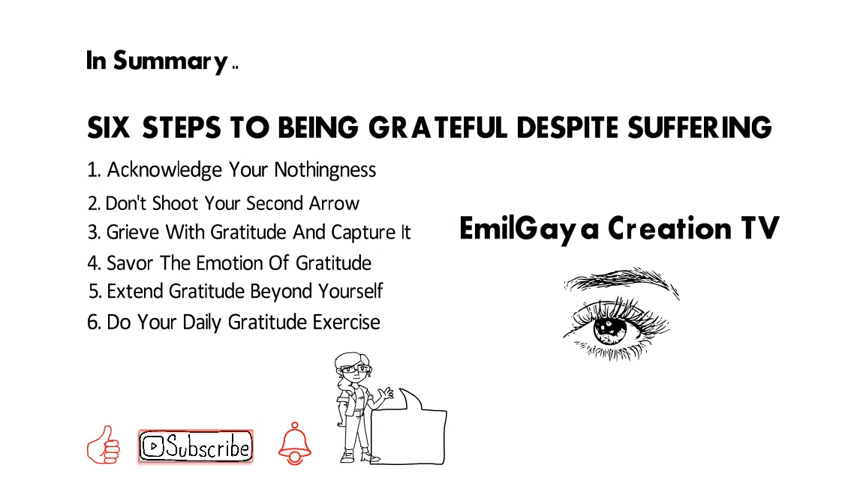 In Summary..
SIX STEPS TO BEING GRATEFUL DESPITE SUFFERING
1. Acknowledge Your Nothingness
2. Don't Shoot Your Second Arrow
3. Grieve With Gratitude And Capture It
4. Savor The Emotion Of Gratitude
5. Extend Gratitude Beyond Yourself
6. Do Your Daily Gratitude Exercise
EmilGaya Creation TV
Subscribe